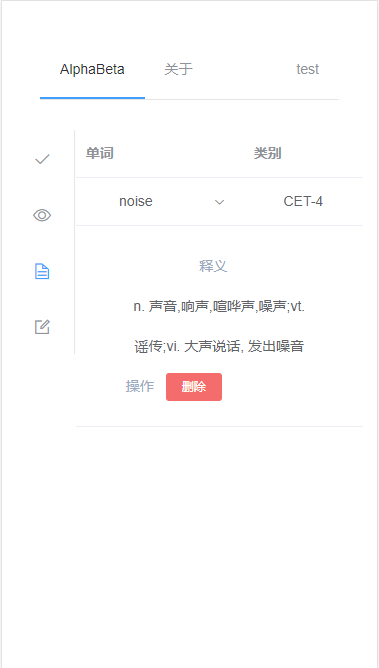 AlphaBeta 关于 test
单词 类别
noise CET-4
释义
n. 声音,响声,喧哗声,噪声;vt.
谣传;vi. 大声说话, 发出噪音
操作 删除